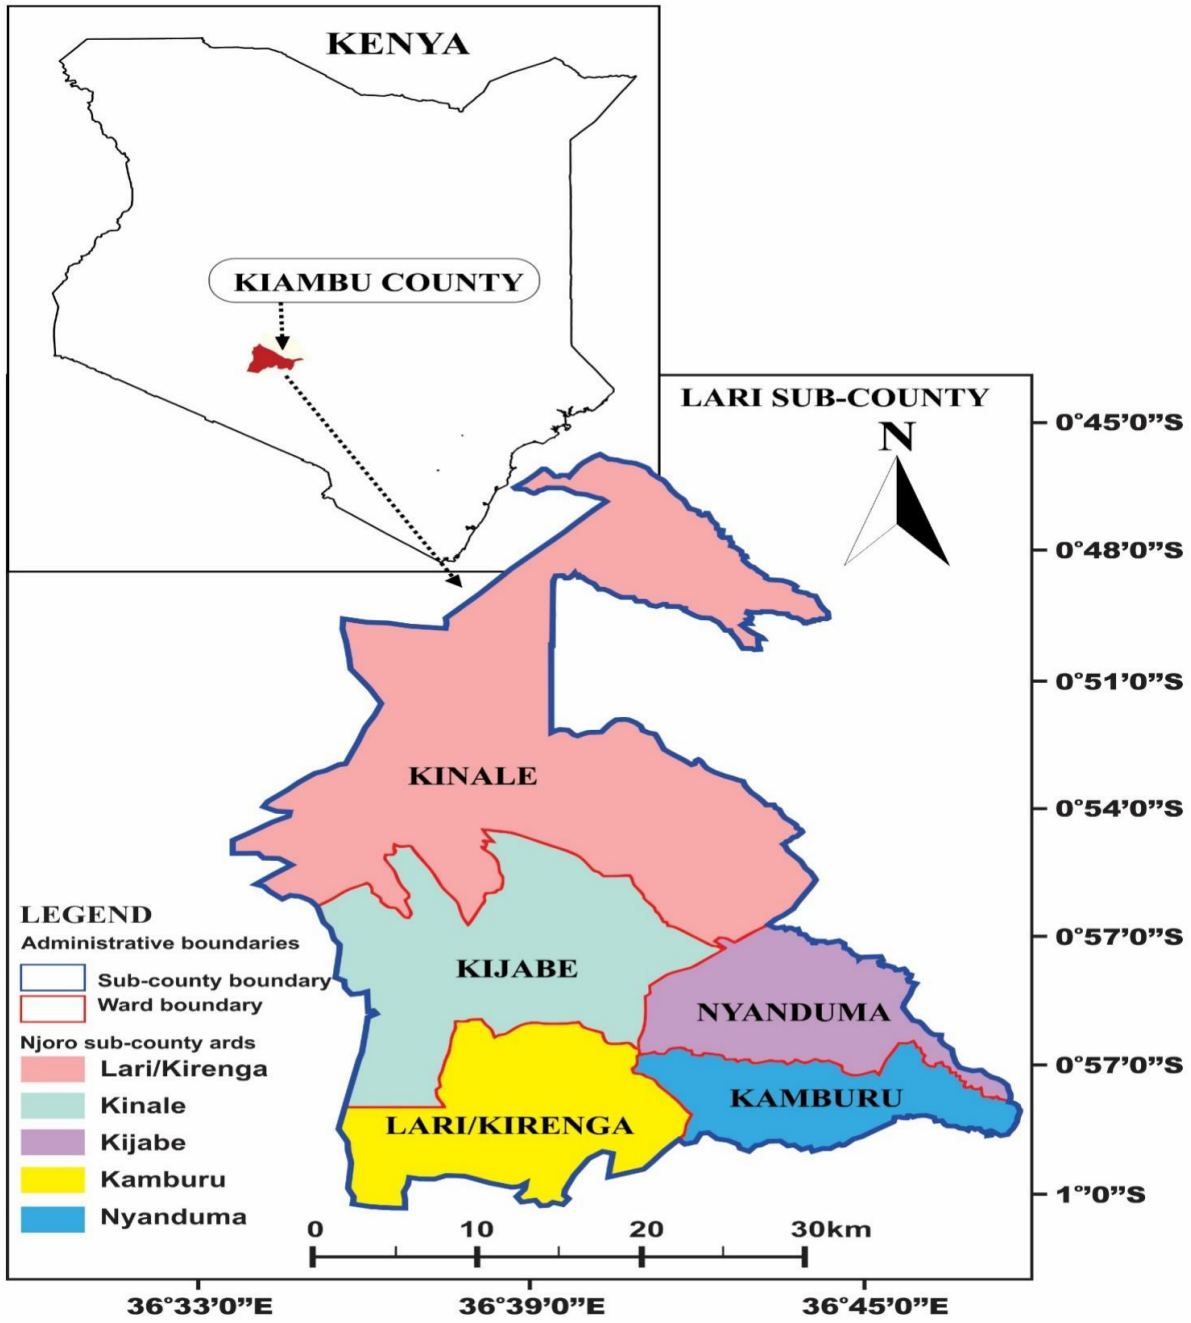 KENYA
KIAMBU COUNTY
LARI SUB-COUNTY
N
0°45’0’’S
0°48’0’’S
0°51’0’’S
0°54’0’’S
0°57’0’’S
0°57’0’’S
1°0’’S
KINALE
KIJABE
NYANDUMA
KAMBURU
LARI/KIRENGA
LEGEND
Administrative boundaries
Sub-county boundary
Ward boundary
Njoro sub-county ards
Lari/Kirenga
Kinale
Kijabe
Kamburu
Nyanduma
0 10 20 30km
36°33’0’’E 36°39’0’’E 36°45’0’’E